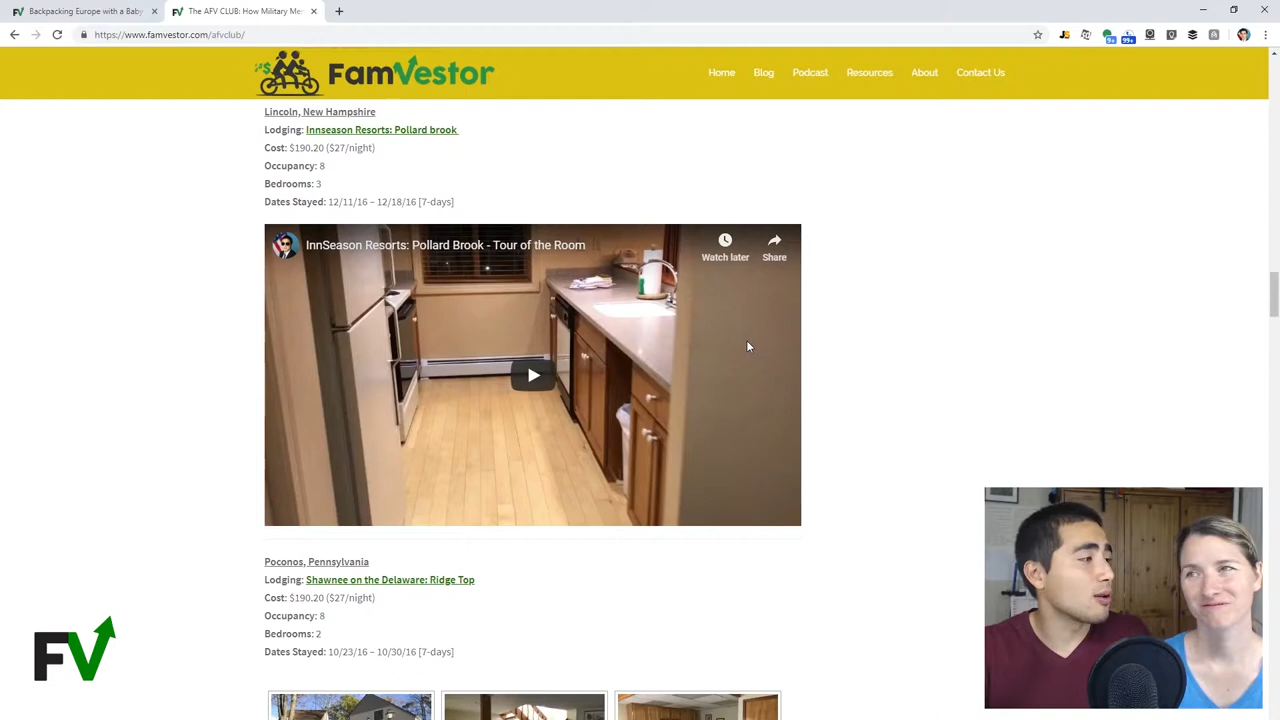 Backpacking Europe with a Baby
The AFV CLUB: How Military Me
https://www.famvestor.com/afvclub/
9+
99+
FamVestor
Home
Blog
Podcast
Resources
About
Contact Us
Lincoln, New Hampshire
Lodging: Innseason Resorts: Pollard brook
Cost: $190.20 ($27/night)
Occupancy: 8
Bedrooms: 3
Dates Stayed: 12/11/16 – 12/18/16 [7-days]
InnSeason Resorts: Pollard Brook - Tour of the Room
Watch later
Share
Poconos, Pennsylvania
Lodging: Shawnee on the Delaware: Ridge Top
Cost: $190.20 ($27/night)
Occupancy: 8
Bedrooms: 2
Dates Stayed: 10/23/16 – 10/30/16 [7-days]
FV